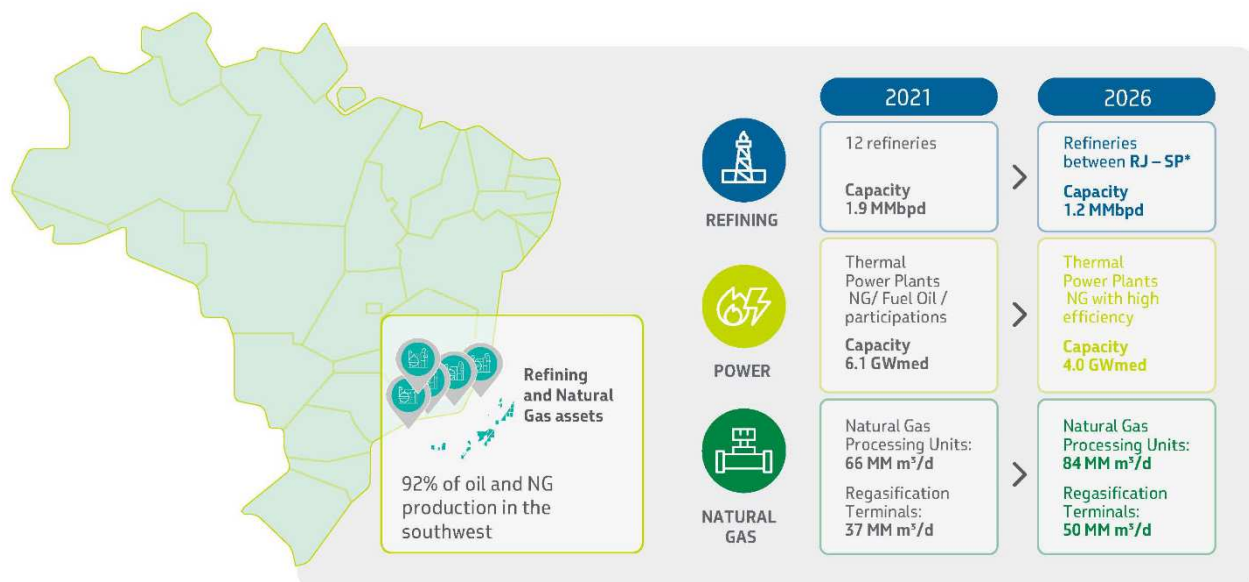 Refining
and Natural
Gas assets
92% of oil and NG
production in the
southwest
2021
2026
REFINING
12 refineries
Capacity
1.9 MMbpd
Refineries
between RJ – SP*
Capacity
1.2 MMbpd
POWER
Thermal
Power Plants
NG/ Fuel Oil /
participations
Capacity
6.1 GWmed
Thermal
Power Plants
NG with high
efficiency
Capacity
4.0 GWmed
NATURAL
GAS
Natural Gas
Processing Units:
66 MM m³/d
Regasification
Terminals:
37 MM m³/d
Natural Gas
Processing Units:
84 MM m³/d
Regasification
Terminals:
50 MM m³/d